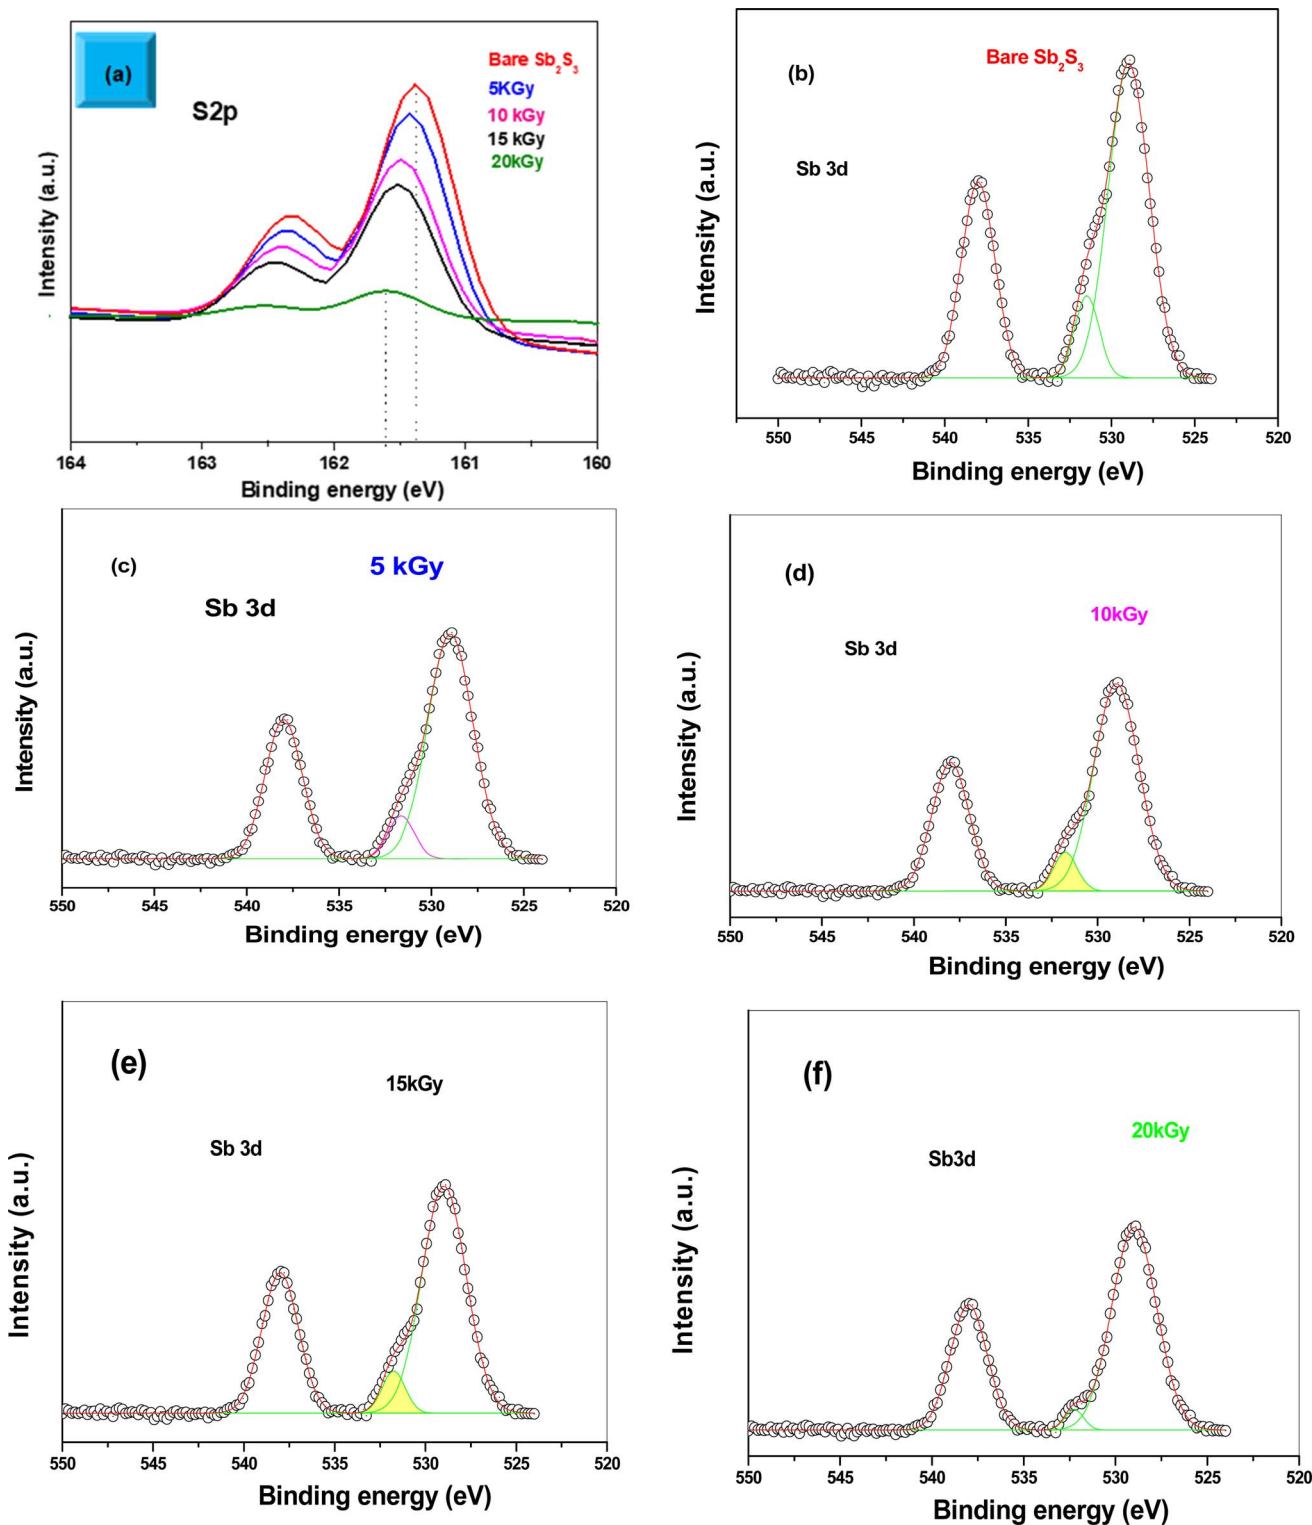 (a)
S2p
Bare Sb₂S₃
5KGy
10 kGy
15 kGy
20kGy
Intensity (a.u.)
164 163 162 161 160
Binding energy (eV)
(b)
Bare Sb₂S₃
Sb 3d
Intensity (a.u.)
550 545 540 535 530 525 520
Binding energy (eV)
(c)
5 kGy
Sb 3d
Intensity (a.u.)
550 545 540 535 530 525 520
Binding energy (eV)
(d)
10kGy
Sb 3d
Intensity (a.u.)
550 545 540 535 530 525 520
Binding energy (eV)
(e)
15kGy
Sb 3d
Intensity (a.u.)
550 545 540 535 530 525 520
Binding energy (eV)
(f)
20kGy
Sb3d
Intensity (a.u.)
550 545 540 535 530 525 520
Binding energy (eV)